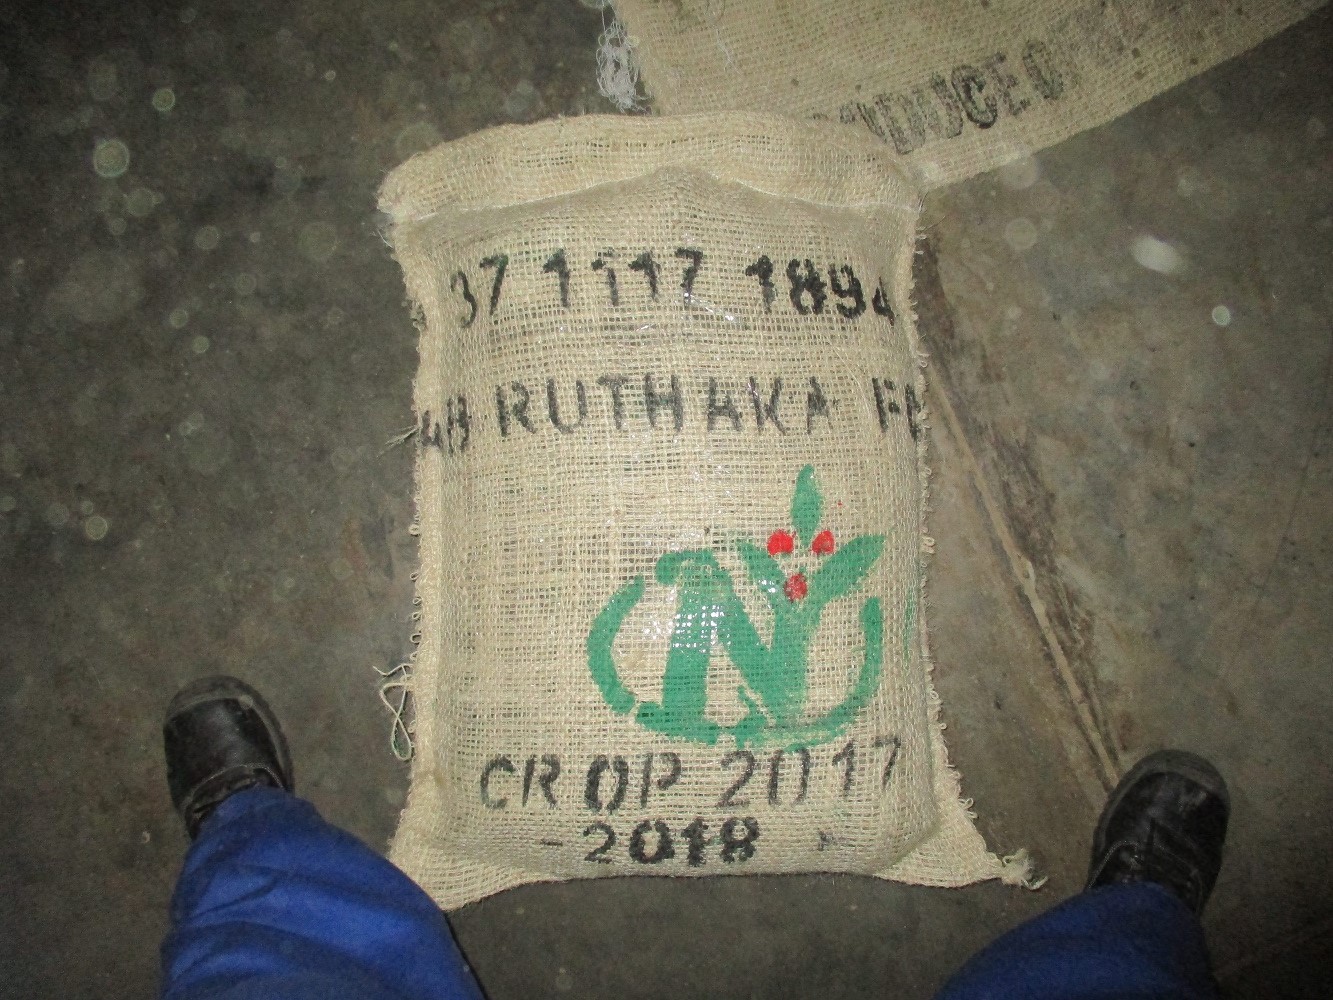 37 1117 1894
AB RUTHAKA
N
CROP 2017
- 2018